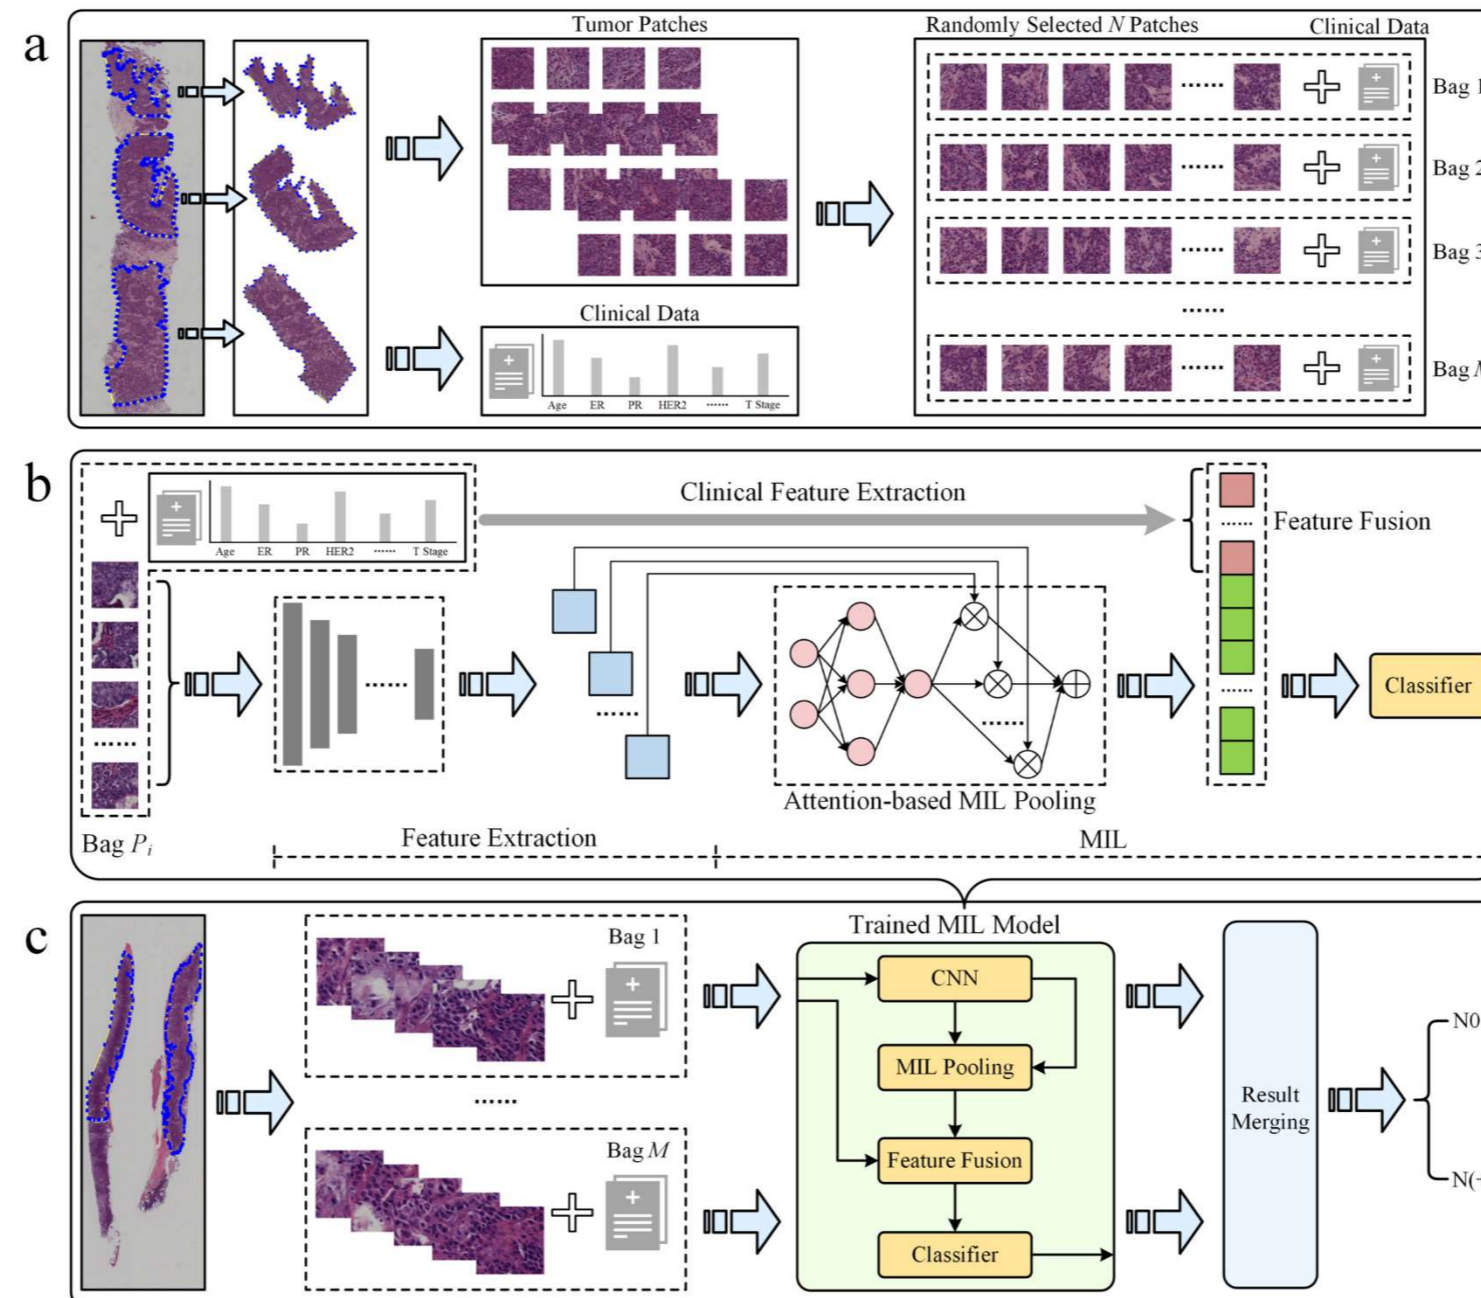 a
Tumor Patches
Randomly Selected N Patches
Clinical Data
Bag 1
Bag 2
Bag 3
......
......
......
......
......
Bag
Clinical Data
Age ER PR HER2 ...... T Stage
b
Clinical Feature Extraction
Feature Fusion
Age ER PR HER2 ...... T Stage
......
......
......
......
......
......
Classifier
Attention-based MIL Pooling
Bag Pi
Feature Extraction
MIL
c
Bag 1
......
Bag M
Trained MIL Model
CNN
MIL Pooling
Feature Fusion
Classifier
Result
Merging
N0
N(